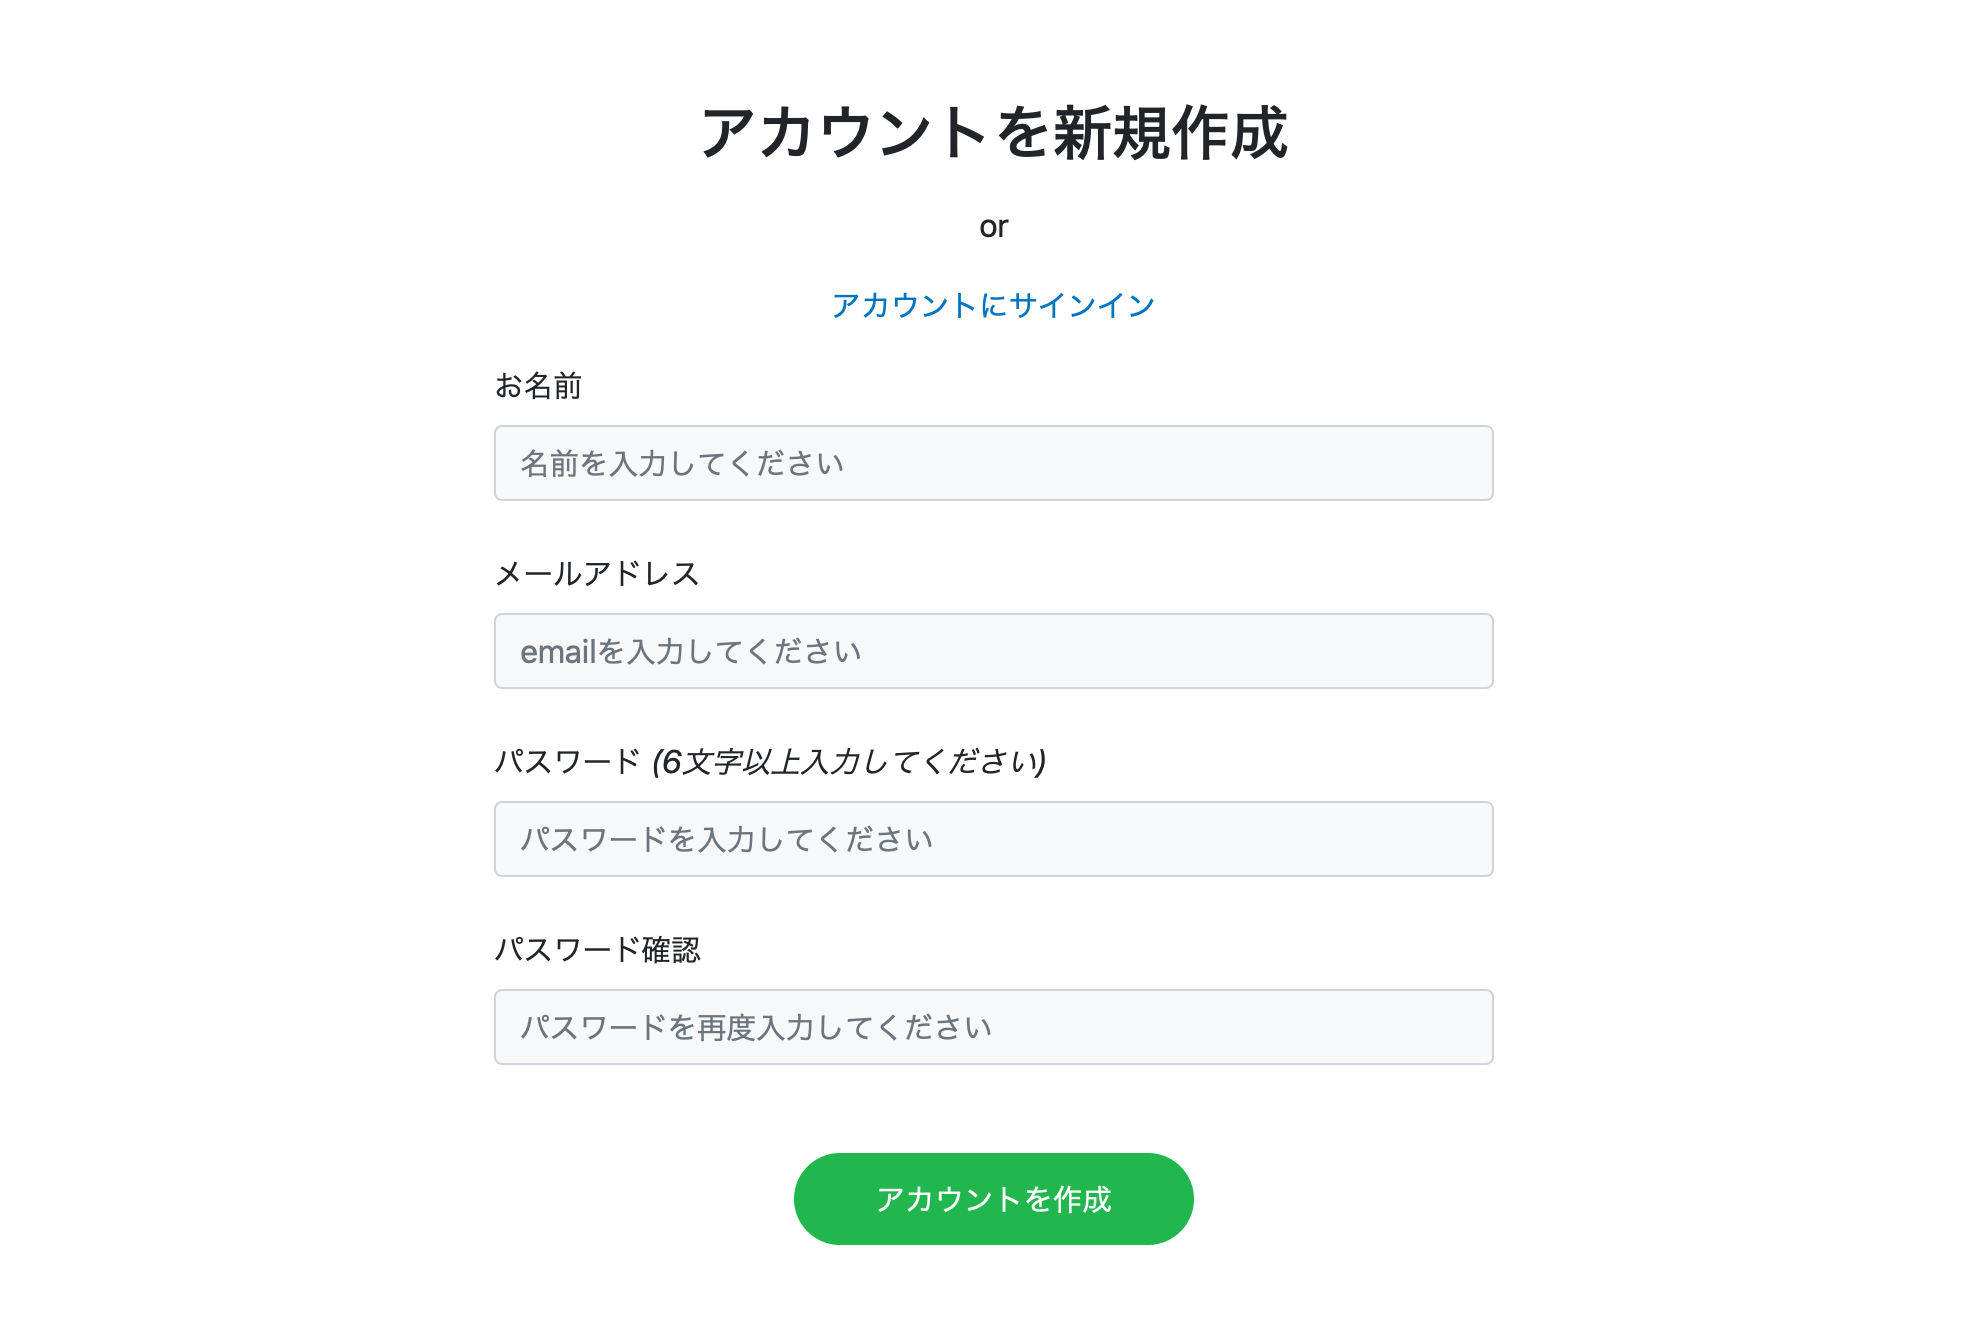 アカウントを新規作成
or
アカウントにサインイン
お名前
名前を入力してください
メールアドレス
emailを入力してください
パスワード (6文字以上入力してください)
パスワードを入力してください
パスワード確認
パスワードを再度入力してください
アカウントを作成